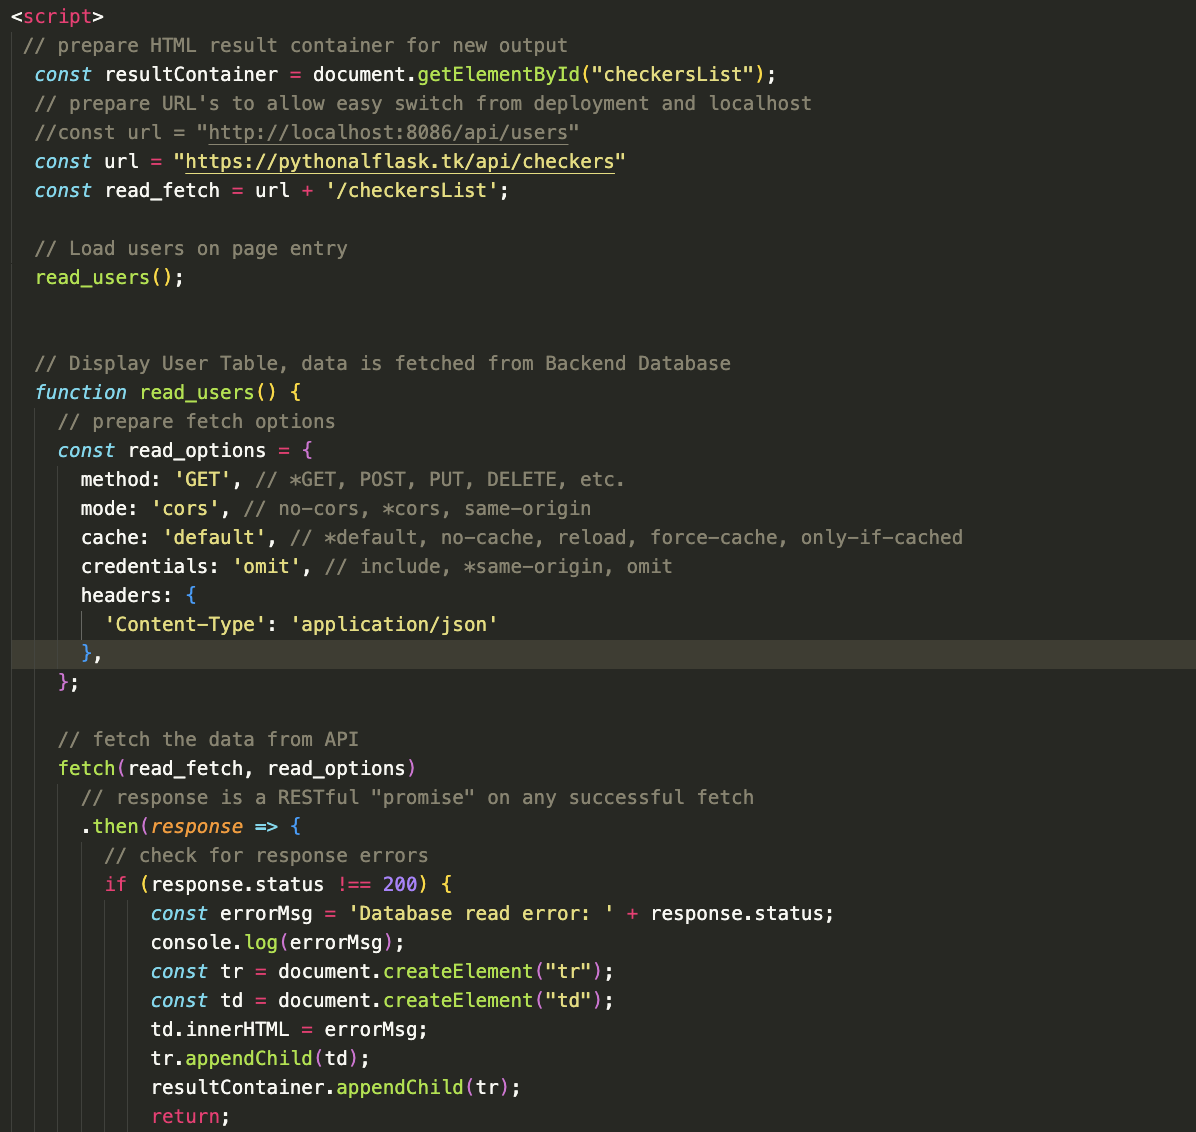 <script>
// prepare HTML result container for new output
const resultContainer = document.getElementById("checkersList");
// prepare URL's to allow easy switch from deployment and localhost
//const url = "http://localhost:8086/api/users"
const url = "https://pythonalflask.tk/api/checkers"
const read_fetch = url + '/checkersList';
// Load users on page entry
read_users();
// Display User Table, data is fetched from Backend Database
function read_users() {
// prepare fetch options
const read_options = {
method: 'GET', // *GET, POST, PUT, DELETE, etc.
mode: 'cors', // no-cors, *cors, same-origin
cache: 'default', // *default, no-cache, reload, force-cache, only-if-cached
credentials: 'omit', // include, *same-origin, omit
headers: {
'Content-Type': 'application/json'
},
};
// fetch the data from API
fetch(read_fetch, read_options)
// response is a RESTful "promise" on any successful fetch
.then(response => {
// check for response errors
if (response.status !== 200) {
const errorMsg = 'Database read error: ' + response.status;
console.log(errorMsg);
const tr = document.createElement("tr");
const td = document.createElement("td");
td.innerHTML = errorMsg;
tr.appendChild(td);
resultContainer.appendChild(tr);
return;